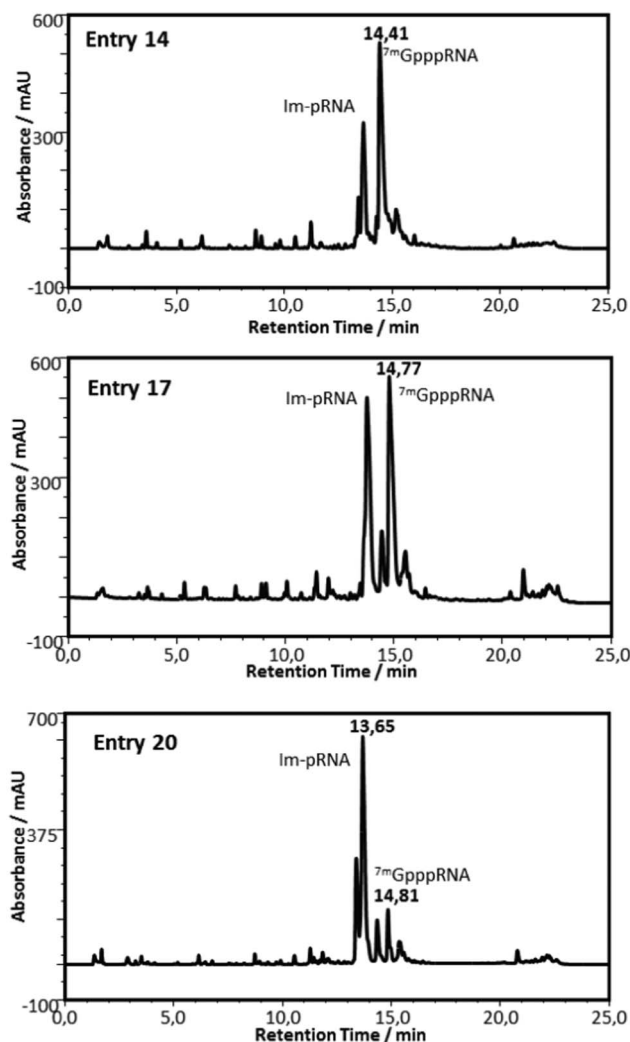 600
Entry 14
14,41
7mGpppRNA
Im-pRNA
300
Absorbance / mAU
-100
0,0 5,0 10,0 15,0 20,0 25,0
Retention Time / min
600
Entry 17
14,77
Im-pRNA
7mGpppRNA
300
Absorbance / mAU
-100
0,0 5,0 10,0 15,0 20,0 25,0
Retention Time / min
700
Entry 20
13,65
Im-pRNA
375
7mGpppRNA
14,81
Absorbance / mAU
-100
0,0 5,0 10,0 15,0 20,0 25,0
Retention Time / min